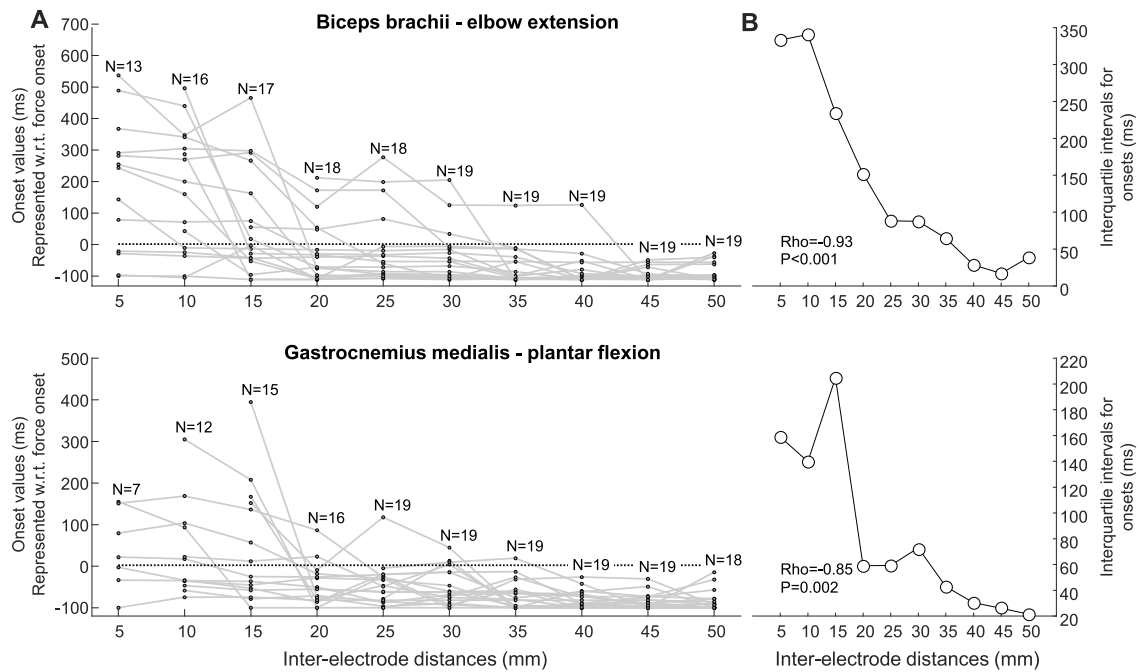 A
Biceps brachii - elbow extension
B
Onset values (ms)
Represented w.r.t. force onset
700
600
500
400
300
200
100
0
-100
N=13
N=16
N=17
N=18
N=18
N=19
N=19
N=19
N=19
N=19
5 10 15 20 25 30 35 40 45 50
Rho=-0.93
P<0.001
350
300
250
200
150
100
50
0
5 10 15 20 25 30 35 40 45 50
Interquartile intervals for
onsets (ms)
Gastrocnemius medialis - plantar flexion
Onset values (ms)
Represented w.r.t. force onset
500
400
300
200
100
0
-100
N=7
N=12
N=15
N=16
N=19
N=19
N=19
N=19
N=19
N=18
5 10 15 20 25 30 35 40 45 50
Inter-electrode distances (mm)
Rho=-0.85
P=0.002
220
200
180
160
140
120
100
80
60
40
20
5 10 15 20 25 30 35 40 45 50
Interquartile intervals for
onsets (ms)
Inter-electrode distances (mm)